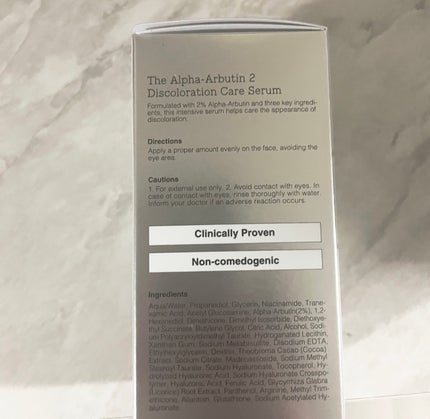 The Alpha-Arbutin 2
Discoloration Care Serum
Formulated with 2% Alpha-Arbutin and three key ingredi-
ents, this intensive serum helps care the appearance of
discoloration.
Directions
Apply a proper amount evenly on the face, avoiding the
eye area.
Cautions
1. For external use only. 2. Avoid contact with eyes. In
case of contact with eyes, rinse thoroughly with water.
Inform your doctor if an adverse reaction occurs.
Clinically Proven
Non-comedogenic
Ingredients
Aqua/Water, Propanediol, Glycerin, Niacinamide, Trane-
xamic Acid, Acetyl Glucosamine, Alpha-Arbutin(2%), 1,2-
Hexanediol, Dimethicone, Dimethyl Isosorbide, Diethoxye-
thyl Succinate, Butylene Glycol, Citric Acid, Alcohol, Sodi-
um Polyacryloyldimethyl Taurate, Hydrogenated Lecithin,
Xanthan Gum, Sodium Metabisulfite, Disodium EDTA,
Ethylhexylglycerin, Dextrin, Theobroma Cacao (Cocoa)
Extract, Sodium Citrate, Madecassoside, Sodium Methyl
Stearoyl Taurate, Sodium Hyaluronate, Tocopherol, Hy-
drolyzed Hyaluronic Acid, Sodium Hyaluronate Crosspo-
lymer, Hyaluronic Acid, Ferulic Acid, Glycyrrhiza Glabra
(Licorice) Root Extract, Panthenol, Arginine, Methyl Trim-
ethicone, Allantoin, Glutathione, Sodium Acetylated Hy-
aluronate